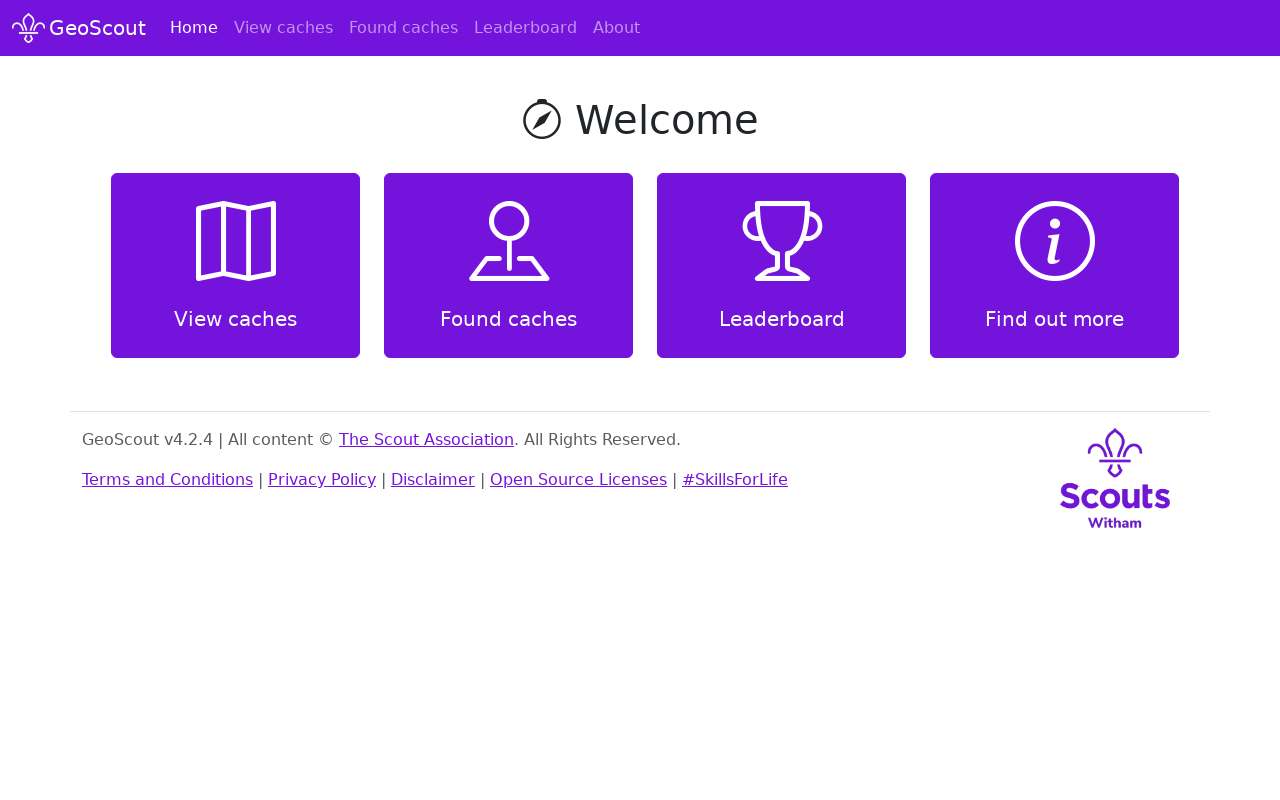 GeoScout Home View caches Found caches Leaderboard About
Welcome
View caches
Found caches
Leaderboard
Find out more
GeoScout v4.2.4 | All content © The Scout Association. All Rights Reserved.
Terms and Conditions | Privacy Policy | Disclaimer | Open Source Licenses | #SkillsForLife
Scouts
Witham